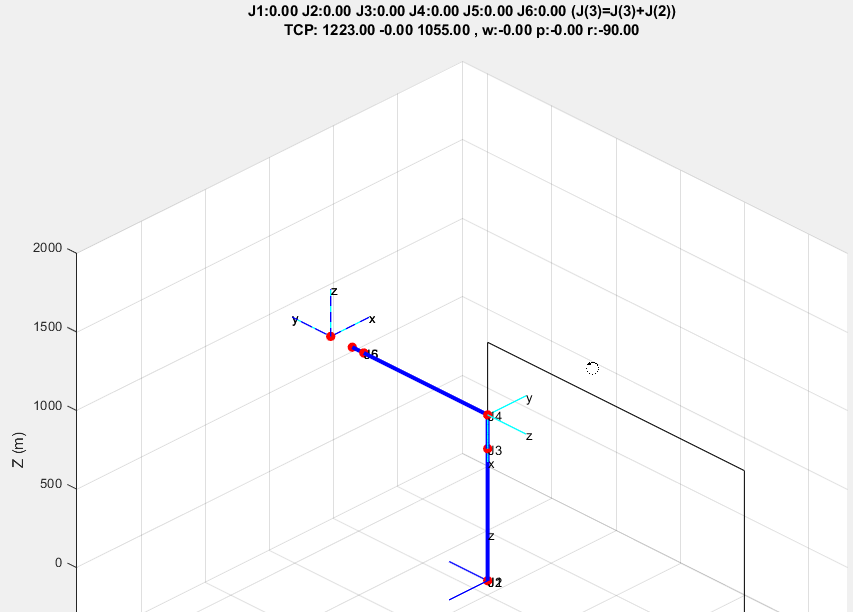 J1:0.00 J2:0.00 J3:0.00 J4:0.00 J5:0.00 J6:0.00 (J(3)=J(3)+J(2))
TCP: 1223.00 -0.00 1055.00 , w:-0.00 p:-0.00 r:-90.00
2000
1500
1000
500
0
Z (m)
z
y
x
J6
y
J4
z
J3
x
z